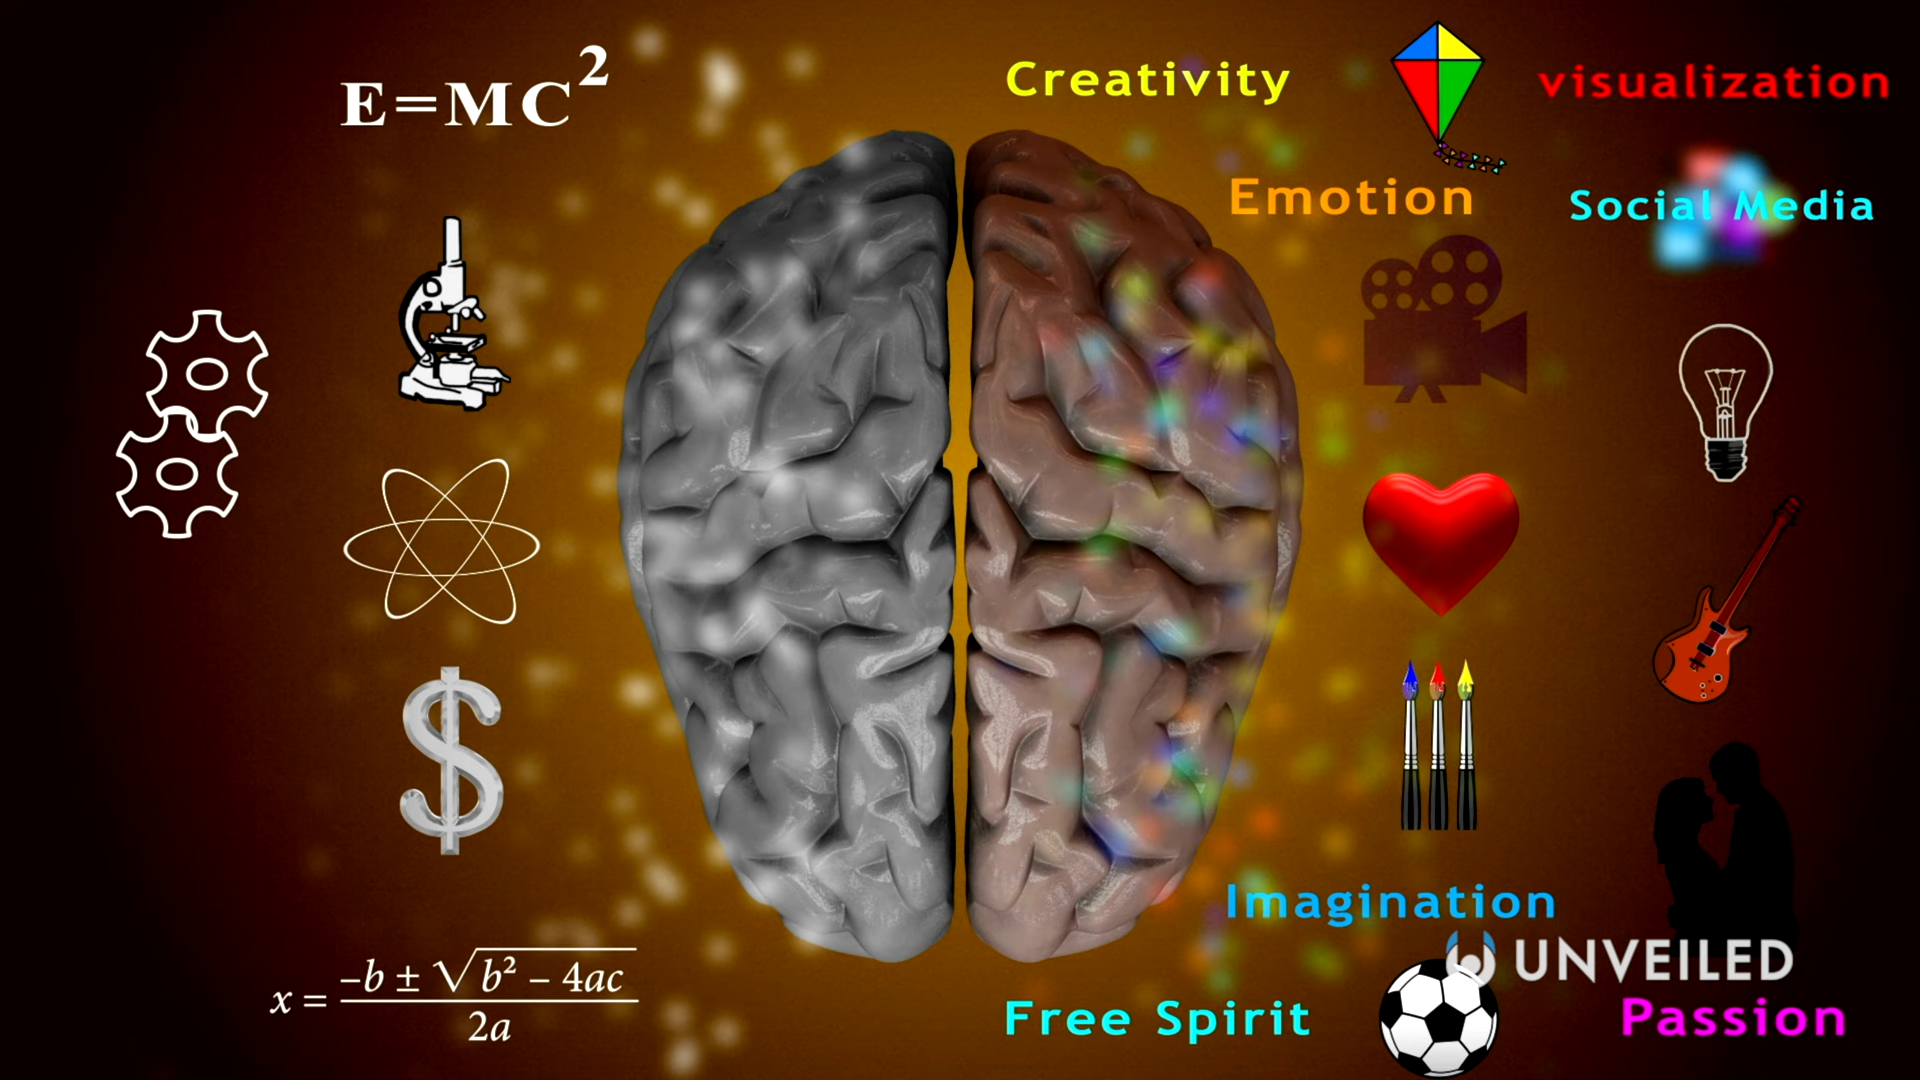 E=MC²
Creativity
visualization
Emotion
Social Media
$
Imagination
UNVEILED
x = −b ± √b² − 4ac / 2a
Free Spirit
Passion